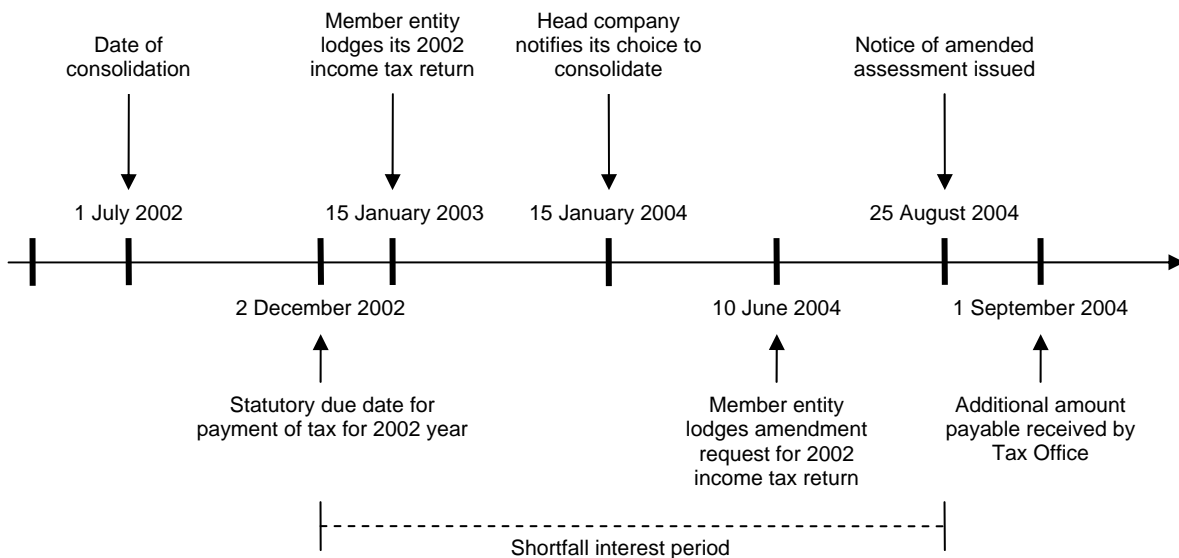 Date of
consolidation
Member entity
lodges its 2002
income tax return
Head company
notifies its choice to
consolidate
Notice of amended
assessment issued
1 July 2002
15 January 2003
15 January 2004
25 August 2004
2 December 2002
10 June 2004
1 September 2004
Statutory due date for
payment of tax for 2002 year
Member entity
lodges amendment
request for 2002
income tax return
Additional amount
payable received by
Tax Office
Shortfall interest period